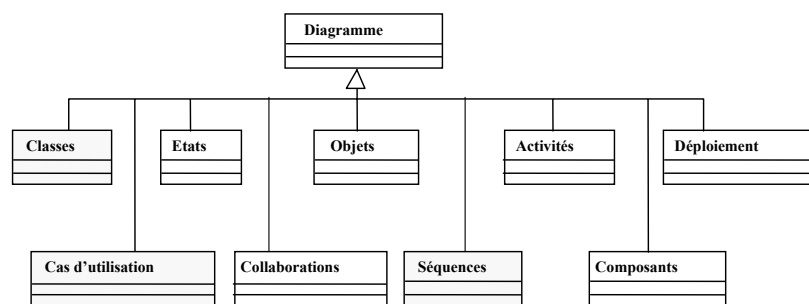 Diagramme
Classes
Etats
Objets
Activités
Déploiement
Cas d’utilisation
Collaborations
Séquences
Composants